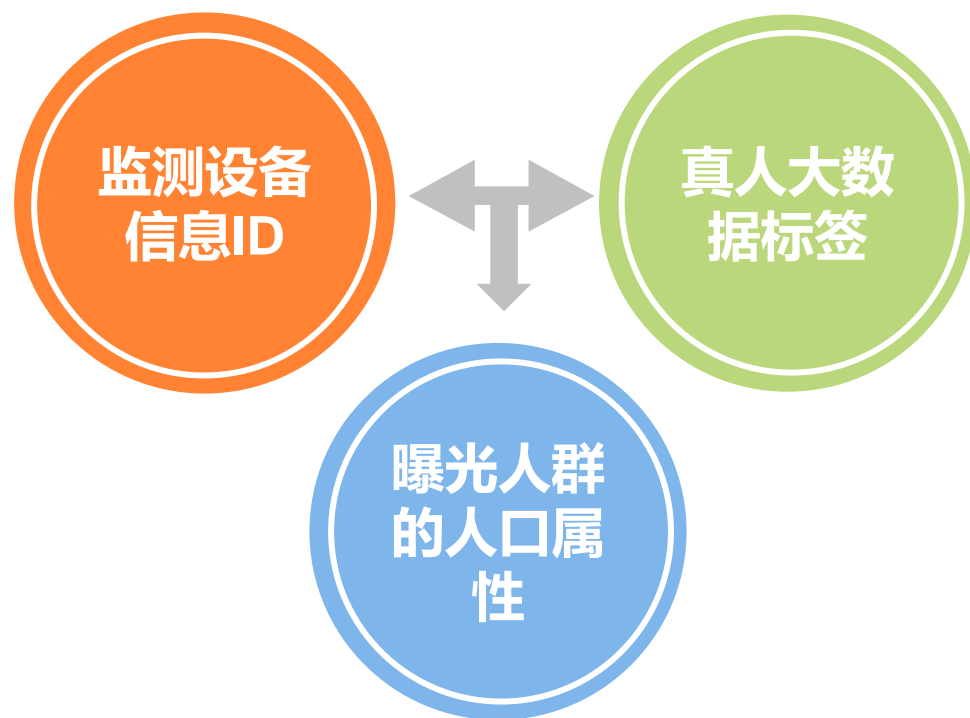 监测设备
信息ID
真人大数
据标签
曝光人群
的人口属
性